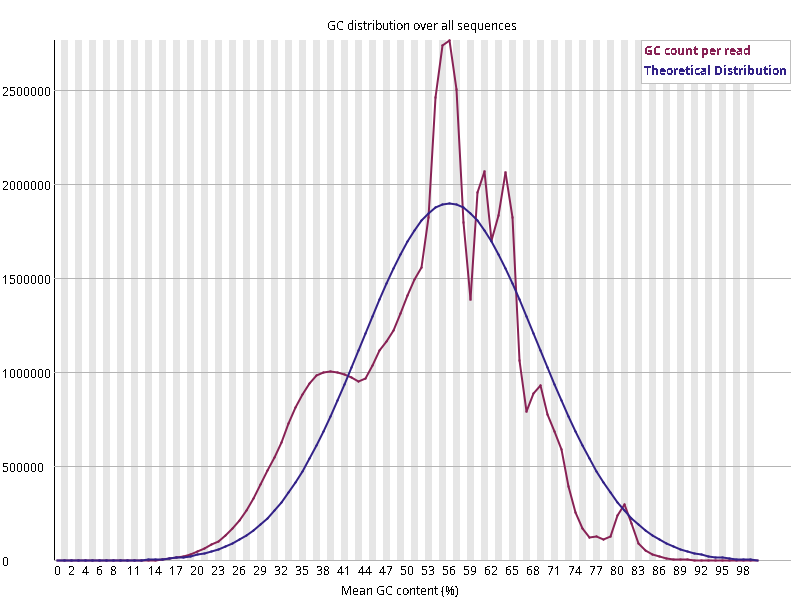 GC distribution over all sequences
GC count per read
Theoretical Distribution
2500000
2000000
1500000
1000000
500000
0
0 2 4 6 8 11 14 17 20 23 26 29 32 35 38 41 44 47 50 53 56 59 62 65 68 71 74 77 80 83 86 89 92 95 98
Mean GC content (%)